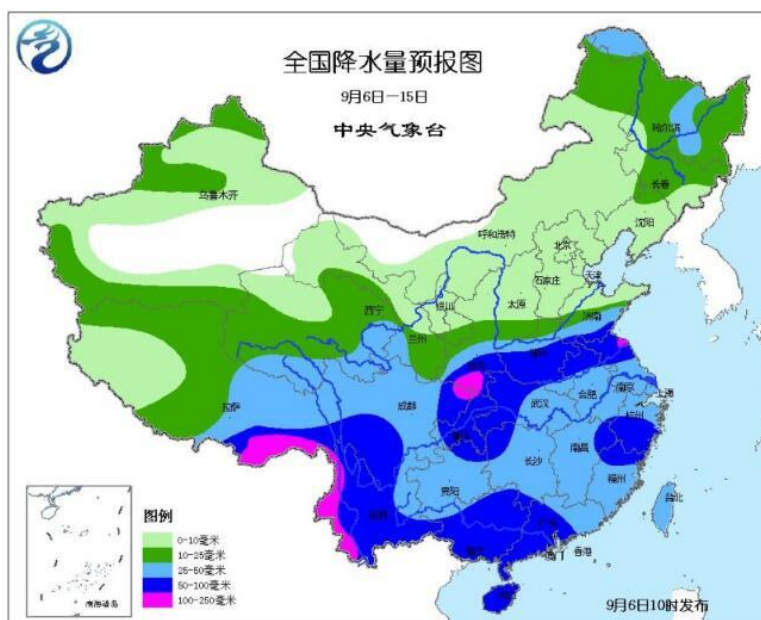 全国降水量预报图
9月6日—15日
中央气象台
哈尔滨
长春
乌鲁木齐
沈阳
呼和浩特
北京
天津
石家庄
银川
太原
西宁
济南
兰州
拉萨
成都
武汉
合肥
南京
上海
杭州
南昌
长沙
贵阳
福州
台北
香港
澳门
图例
0-10毫米
10-25毫米
25-50毫米
50-100毫米
100-250毫米
南海诸岛
9月6日10时发布